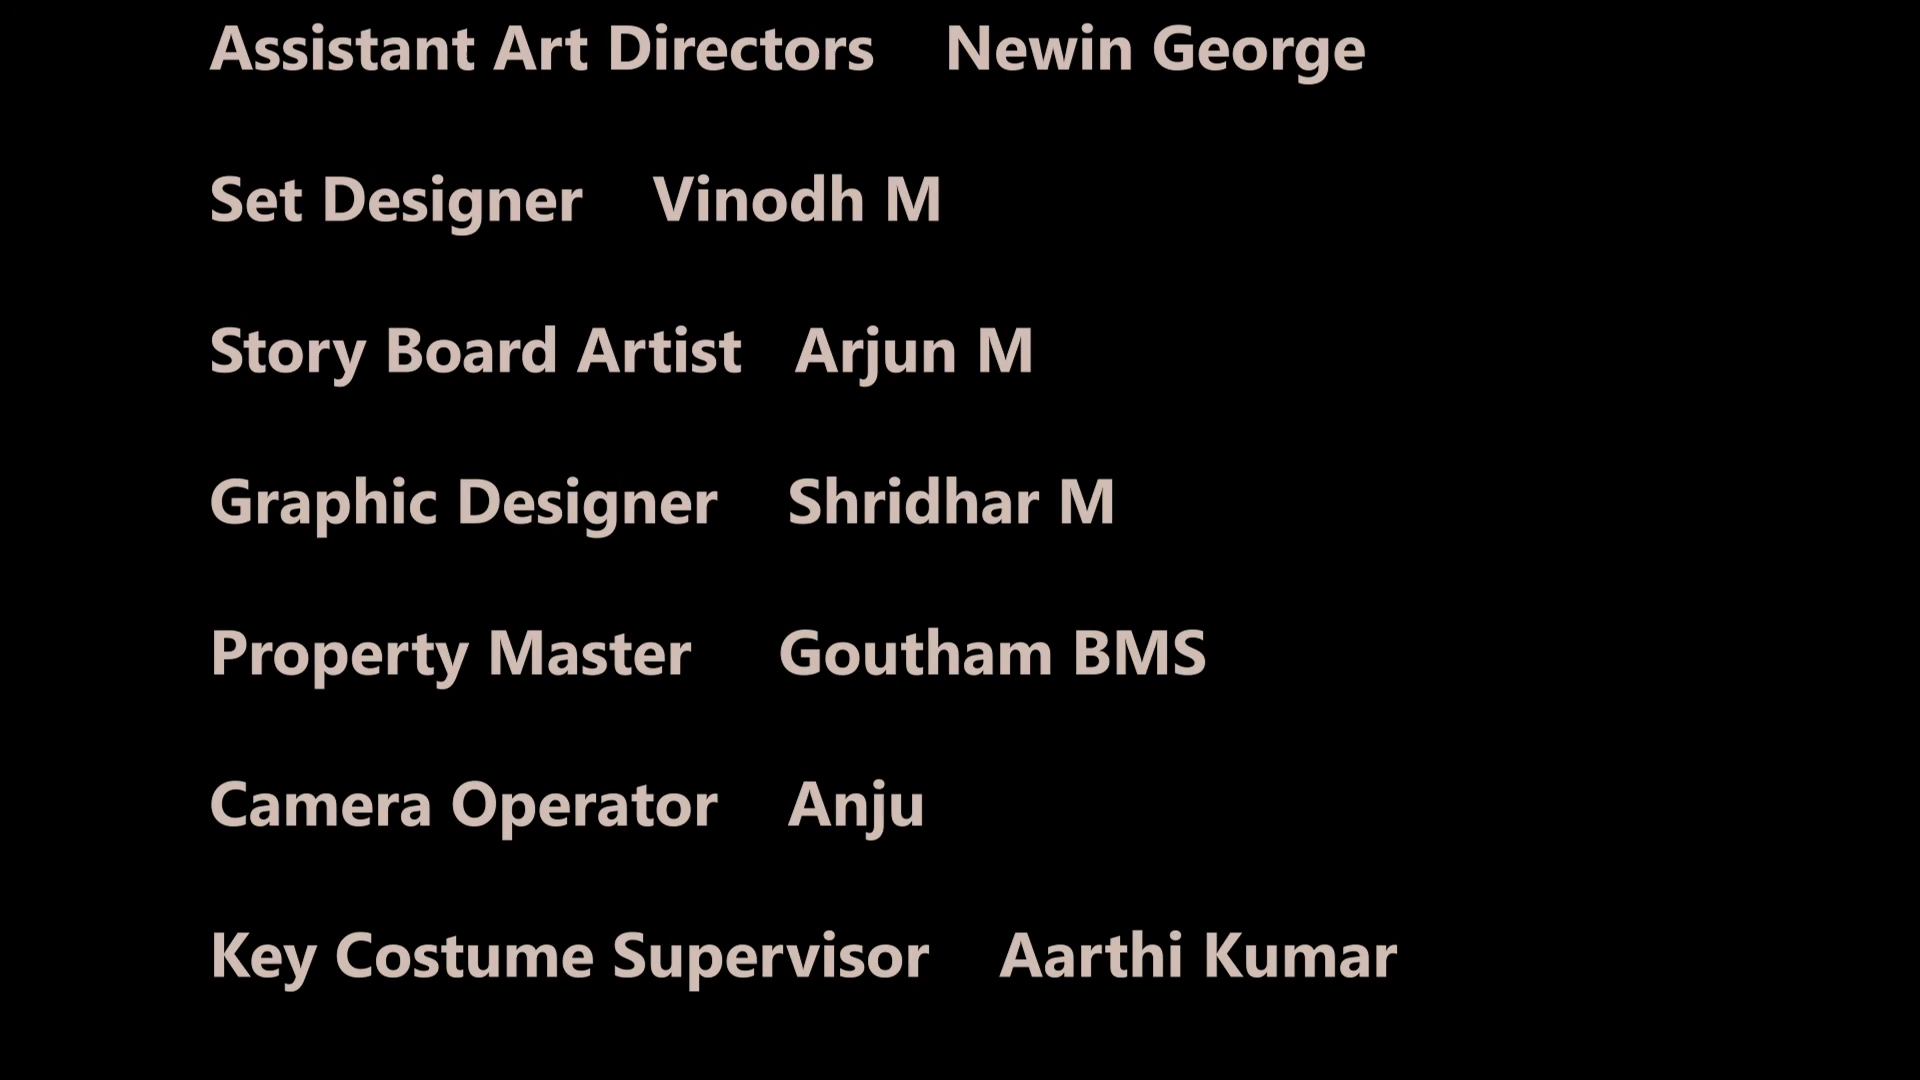 Assistant Art Directors Newin George
Set Designer Vinodh M
Story Board Artist Arjun M
Graphic Designer Shridhar M
Property Master Goutham BMS
Camera Operator Anju
Key Costume Supervisor Aarthi Kumar